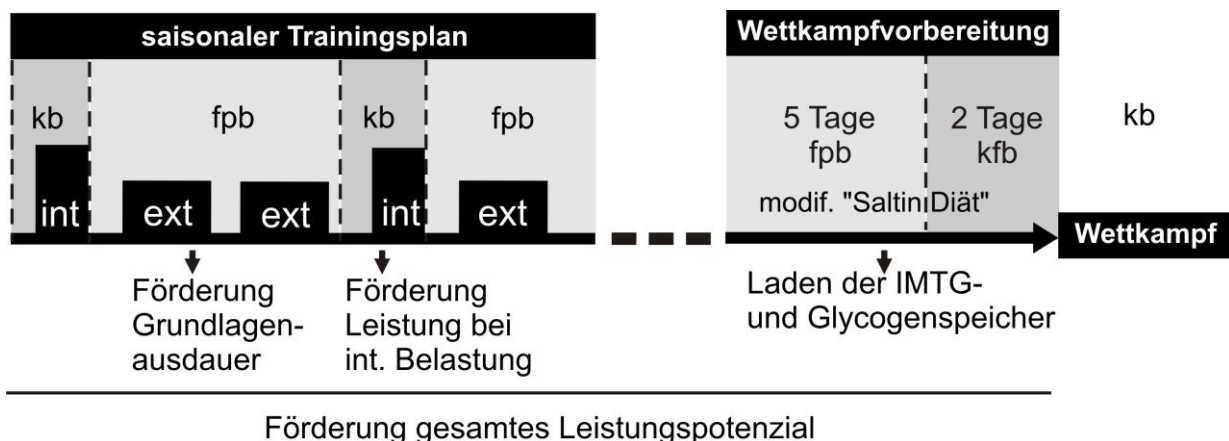 saisonaler Trainingsplan
kb
fpb
kb
fpb
int
ext
ext
int
ext
Förderung
Grundlagen-
ausdauer
Förderung
Leistung bei
int. Belastung
Wettkampfvorbereitung
5 Tage
fpb
2 Tage
kfb
kb
modif. "Saltin Diät"
Wettkampf
Laden der IMTG-
und Glycogenspeicher
Förderung gesamtes Leistungspotenzial